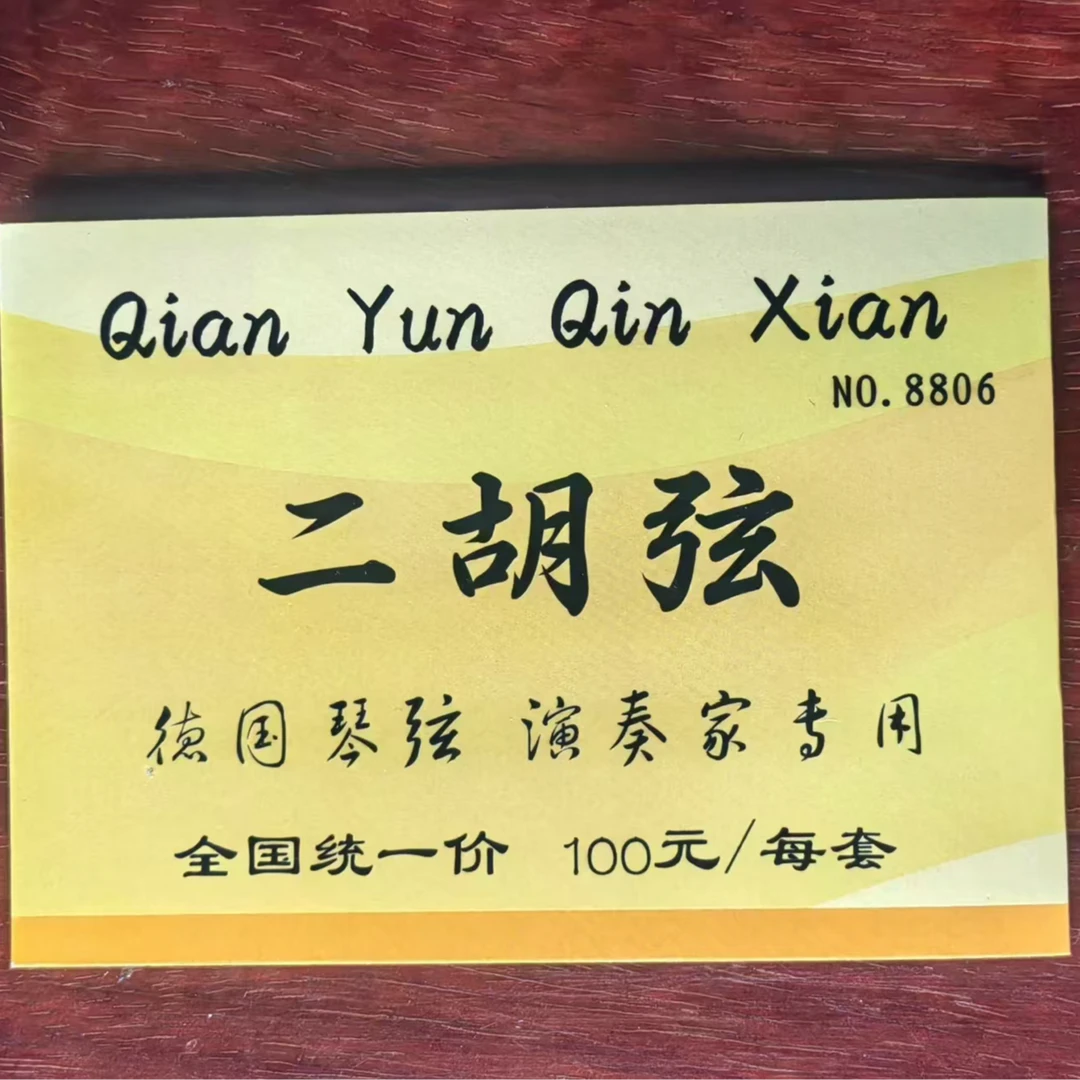 Qian Yun Qin Xian
NO.8806
二胡弦
德国琴弦 演奏家专用
全国统一价 100元/每套